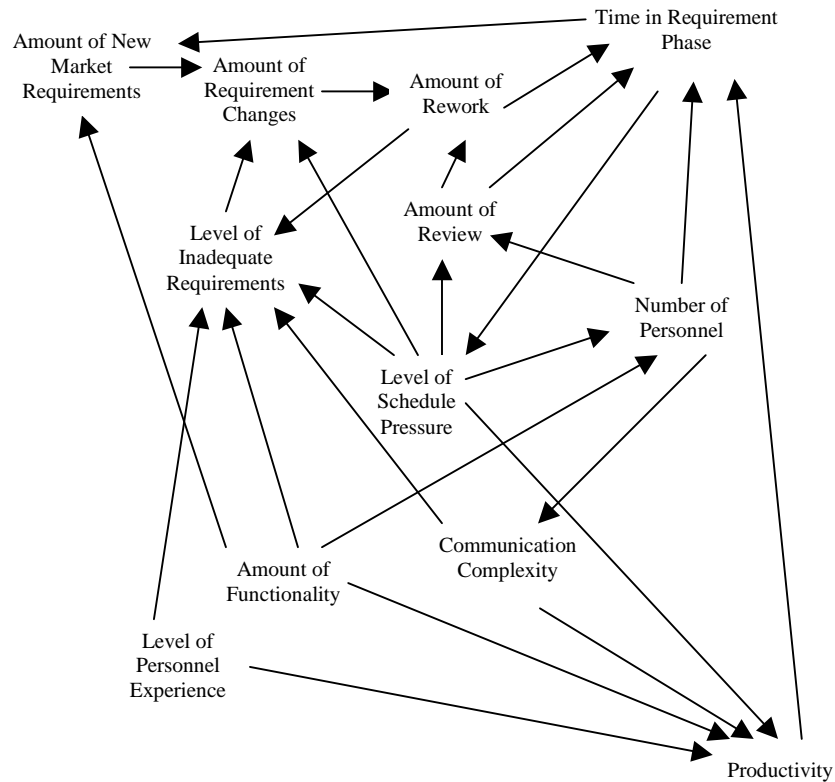 Time in Requirement
Phase
Amount of New
Market
Requirements
Amount of
Requirement
Changes
Amount of
Rework
Amount of
Review
Level of
Inadequate
Requirements
Number of
Personnel
Level of
Schedule
Pressure
Communication
Complexity
Amount of
Functionality
Level of
Personnel
Experience
Productivity